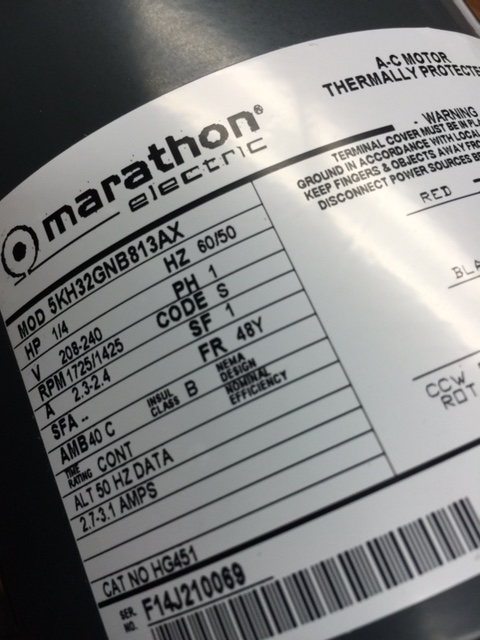 marathon®
electric
MOD 5KH32GNB813AX
HP 1/4 HZ 60/50
V 208-240 PH 1
RPM 1725/1425 CODE S
A 2.3-2.4 SF 1
SFA -- FR 48Y
AMB 40 C INSUL CLASS B NEMA DESIGN NOMINAL EFFICIENCY
TIME RATING CONT
ALT 50 HZ DATA
2.7-3.1 AMPS
CAT NO HG451
SER. NO. F14J210069
A-C MOTOR
THERMALLY PROTECTE
- WARNING
TERMINAL COVER MUST BE IN PLA
GROUND IN ACCORDANCE WITH LOCAL
KEEP FINGERS & OBJECTS AWAY FRO
DISCONNECT POWER SOURCES BE
RED
BLA
CCW
ROT